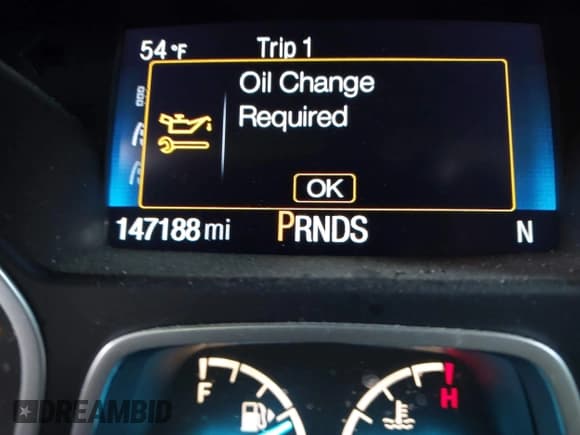 54 °F Trip 1
Oil Change
Required
OK
147188 mi PRNDS N
F H
DREAMBID